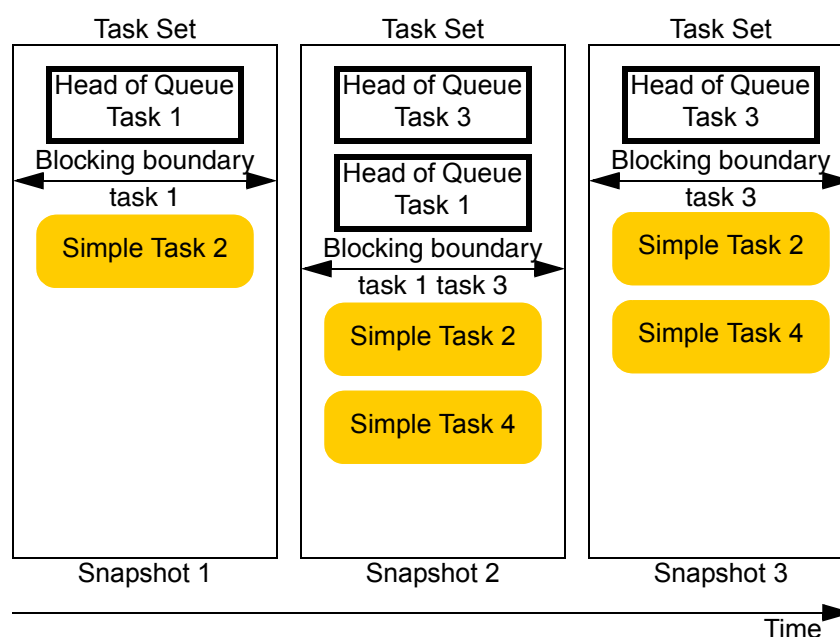 Task Set
Head of Queue
Task 1
Blocking boundary
task 1
Simple Task 2
Snapshot 1
Task Set
Head of Queue
Task 3
Head of Queue
Task 1
Blocking boundary
task 1 task 3
Simple Task 2
Simple Task 4
Snapshot 2
Task Set
Head of Queue
Task 3
Blocking boundary
task 3
Simple Task 2
Simple Task 4
Snapshot 3
Time